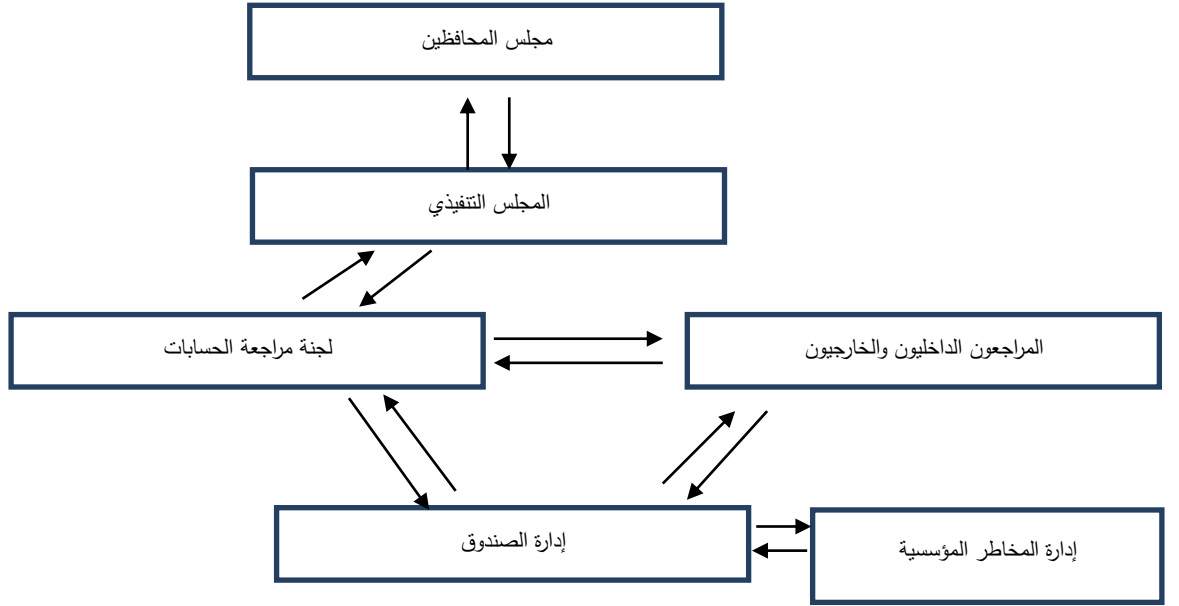 مجلس المحافظين
المجلس التنفيذي
لجنة مراجعة الحسابات
المراجعون الداخليون والخارجيون
إدارة الصندوق
إدارة المخاطر المؤسسية